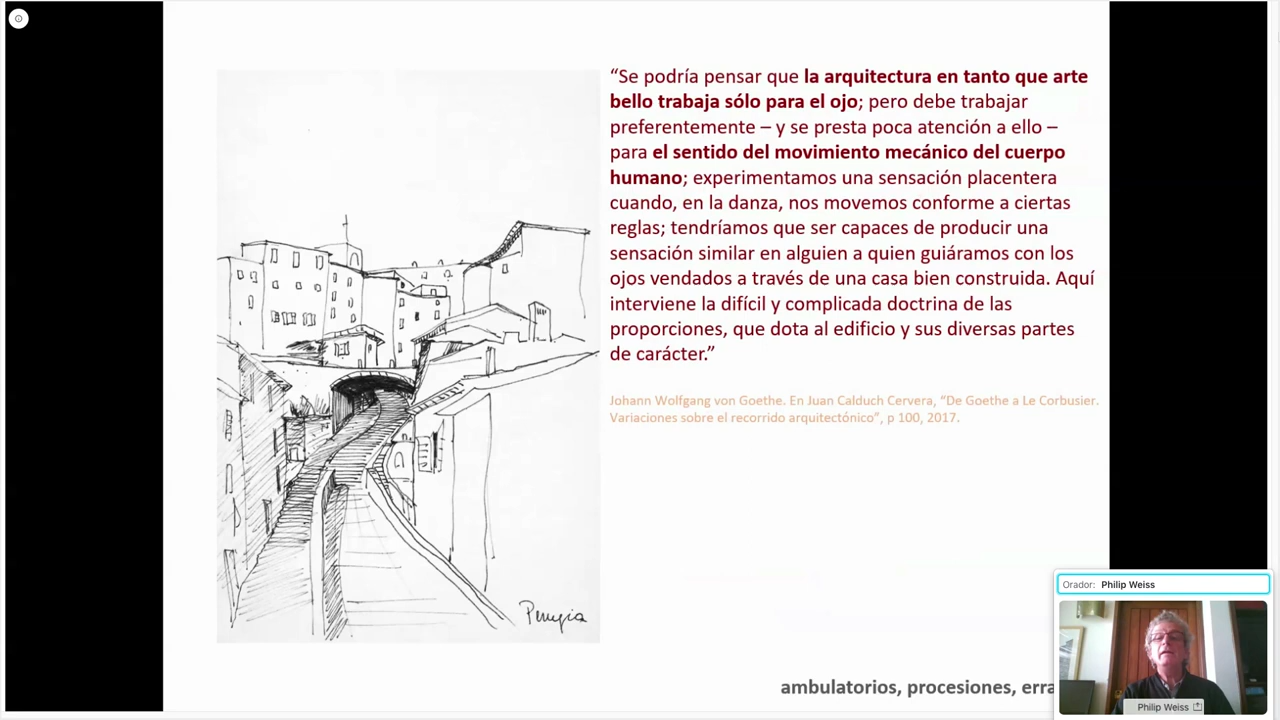 “Se podría pensar que la arquitectura en tanto que arte
bello trabaja sólo para el ojo; pero debe trabajar
preferentemente – y se presta poca atención a ello –
para el sentido del movimiento mecánico del cuerpo
humano; experimentamos una sensación placentera
cuando, en la danza, nos movemos conforme a ciertas
reglas; tendríamos que ser capaces de producir una
sensación similar en alguien a quien guiáramos con los
ojos vendados a través de una casa bien construida. Aquí
interviene la difícil y complicada doctrina de las
proporciones, que dota al edificio y sus diversas partes
de carácter.”
Johann Wolfgang von Goethe. En Juan Calduch Cervera, “De Goethe a Le Corbusier.
Variaciones sobre el recorrido arquitectónico”, p 100, 2017.
Perugia
ambulatorios, procesiones, erra
Orador: Philip Weiss
Philip Weiss